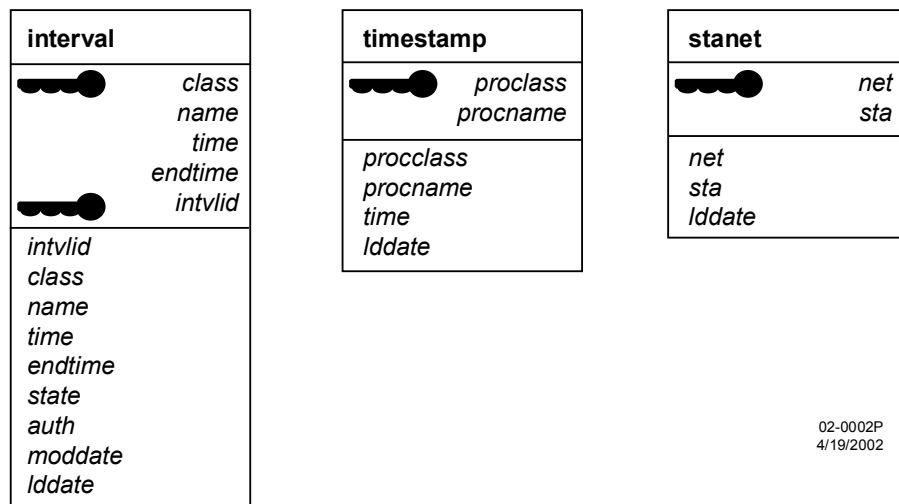 interval
class
name
time
endtime
intvlid
intvlid
class
name
time
endtime
state
auth
moddate
lddate
timestamp
proclass
procname
procclass
procname
time
lddate
stanet
net
sta
net
sta
lddate
02-0002P
4/19/2002